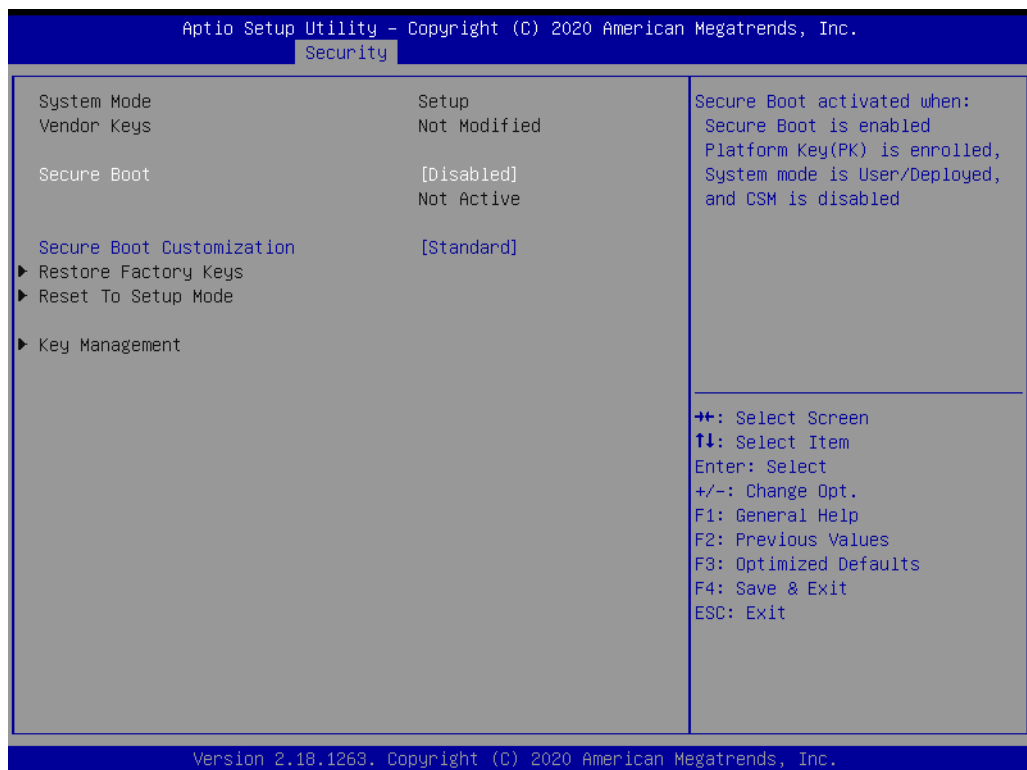 Aptio Setup Utility – Copyright (C) 2020 American Megatrends, Inc.
Security
System Mode Setup
Vendor Keys Not Modified
Secure Boot [Disabled]
Not Active
Secure Boot Customization [Standard]
▶ Restore Factory Keys
▶ Reset To Setup Mode
▶ Key Management
Secure Boot activated when:
Secure Boot is enabled
Platform Key(PK) is enrolled,
System mode is User/Deployed,
and CSM is disabled
→←: Select Screen
↑↓: Select Item
Enter: Select
+/-: Change Opt.
F1: General Help
F2: Previous Values
F3: Optimized Defaults
F4: Save & Exit
ESC: Exit
Version 2.18.1263. Copyright (C) 2020 American Megatrends, Inc.